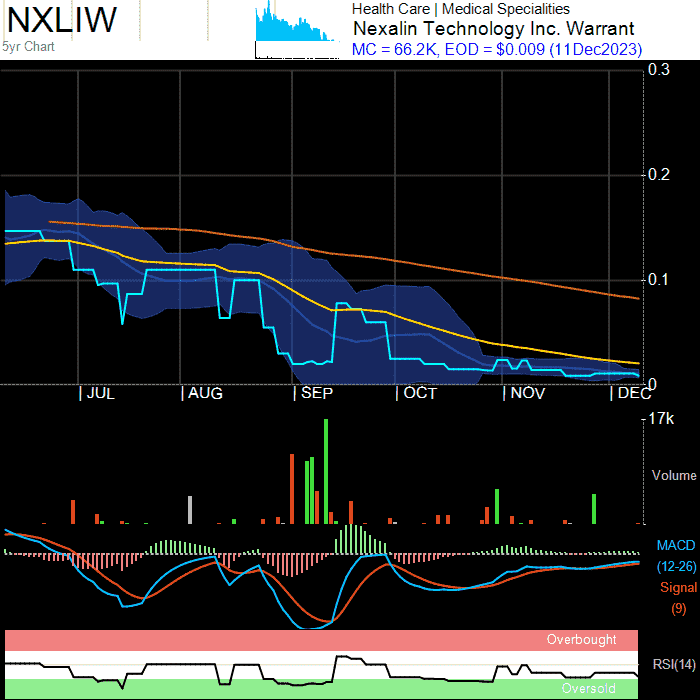 NXLIW
5yr Chart
Health Care | Medical Specialities
Nexalin Technology Inc. Warrant
MC = 66.2K, EOD = $0.009 (11Dec2023)
0.3
0.2
0.1
0
| JUL | AUG | SEP | OCT | NOV | DEC
17k
Volume
MACD
(12-26)
Signal
(9)
Overbought
RSI(14)
Oversold